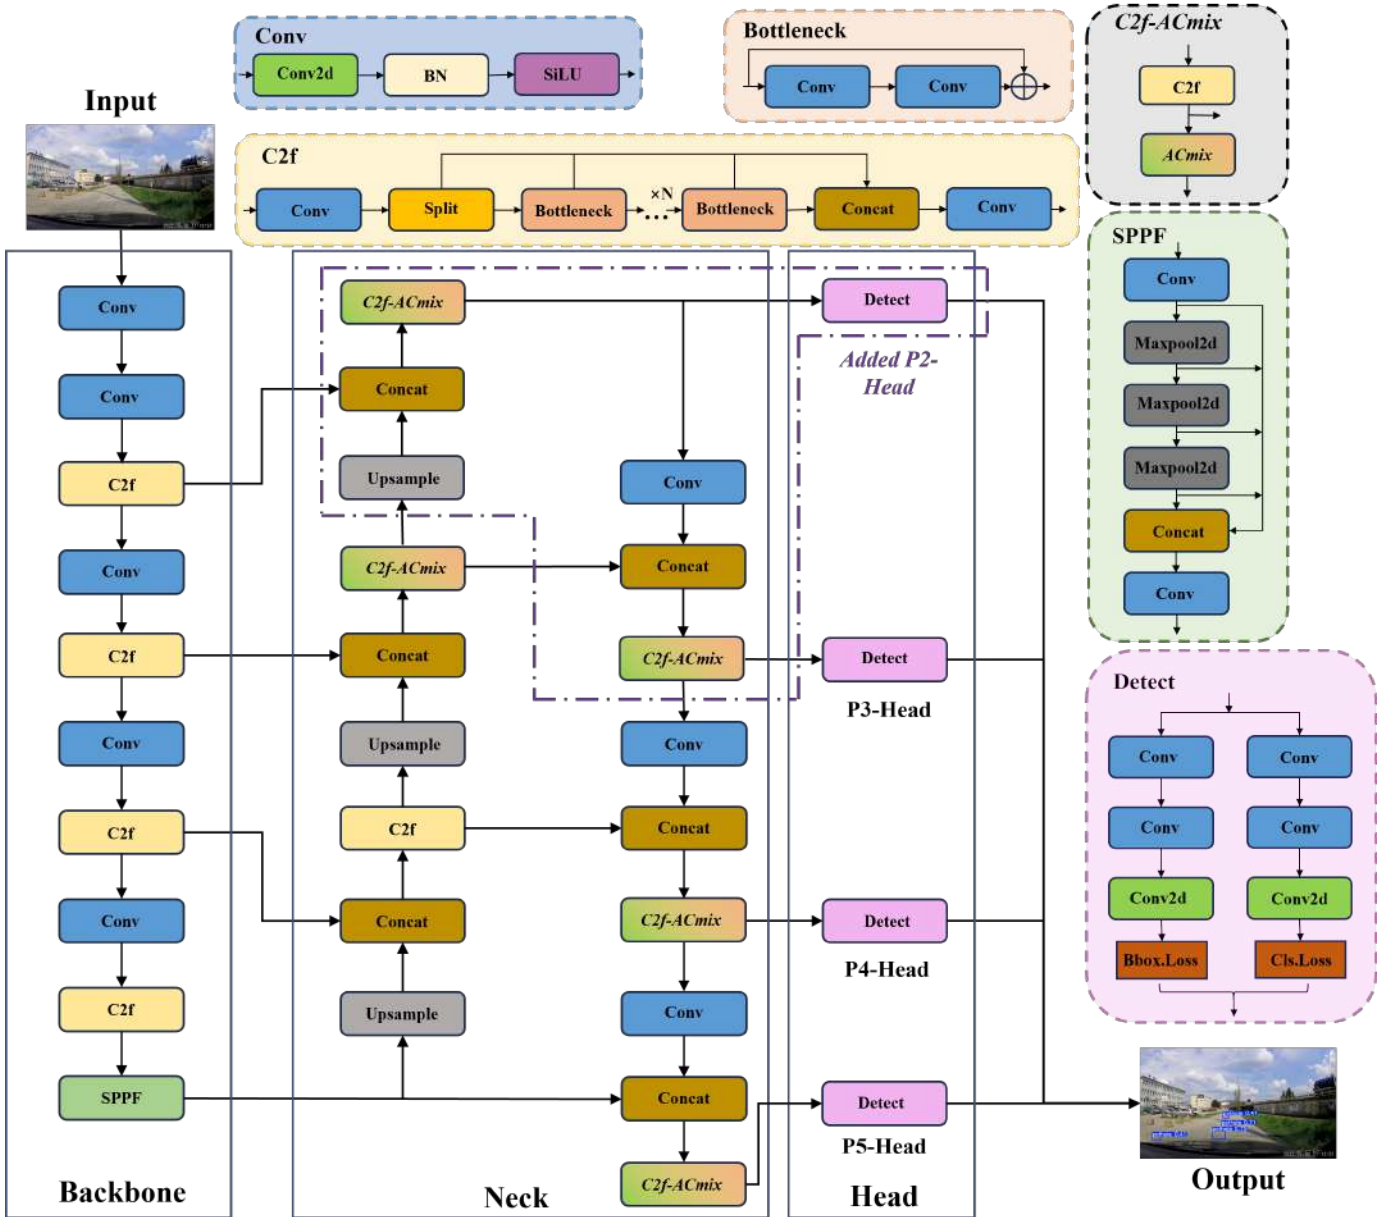 Conv
Conv2d
BN
SiLU
Bottleneck
Conv
Conv
C2f-ACmix
C2f
ACmix
Input
C2f
Conv
Split
Bottleneck
×N
...
Bottleneck
Concat
Conv
SPPF
Conv
Maxpool2d
Maxpool2d
Maxpool2d
Concat
Conv
Conv
Conv
C2f
Conv
C2f
Conv
C2f
Conv
C2f
SPPF
Backbone
C2f-ACmix
Concat
Upsample
C2f-ACmix
Concat
Upsample
C2f
Concat
Upsample
Conv
Concat
C2f-ACmix
Conv
Concat
C2f-ACmix
Conv
Concat
C2f-ACmix
Neck
Detect
Added P2-
Head
Detect
P3-Head
Detect
P4-Head
Detect
P5-Head
Head
Detect
Conv
Conv
Conv
Conv
Conv2d
Conv2d
Bbox.Loss
Cls.Loss
Output